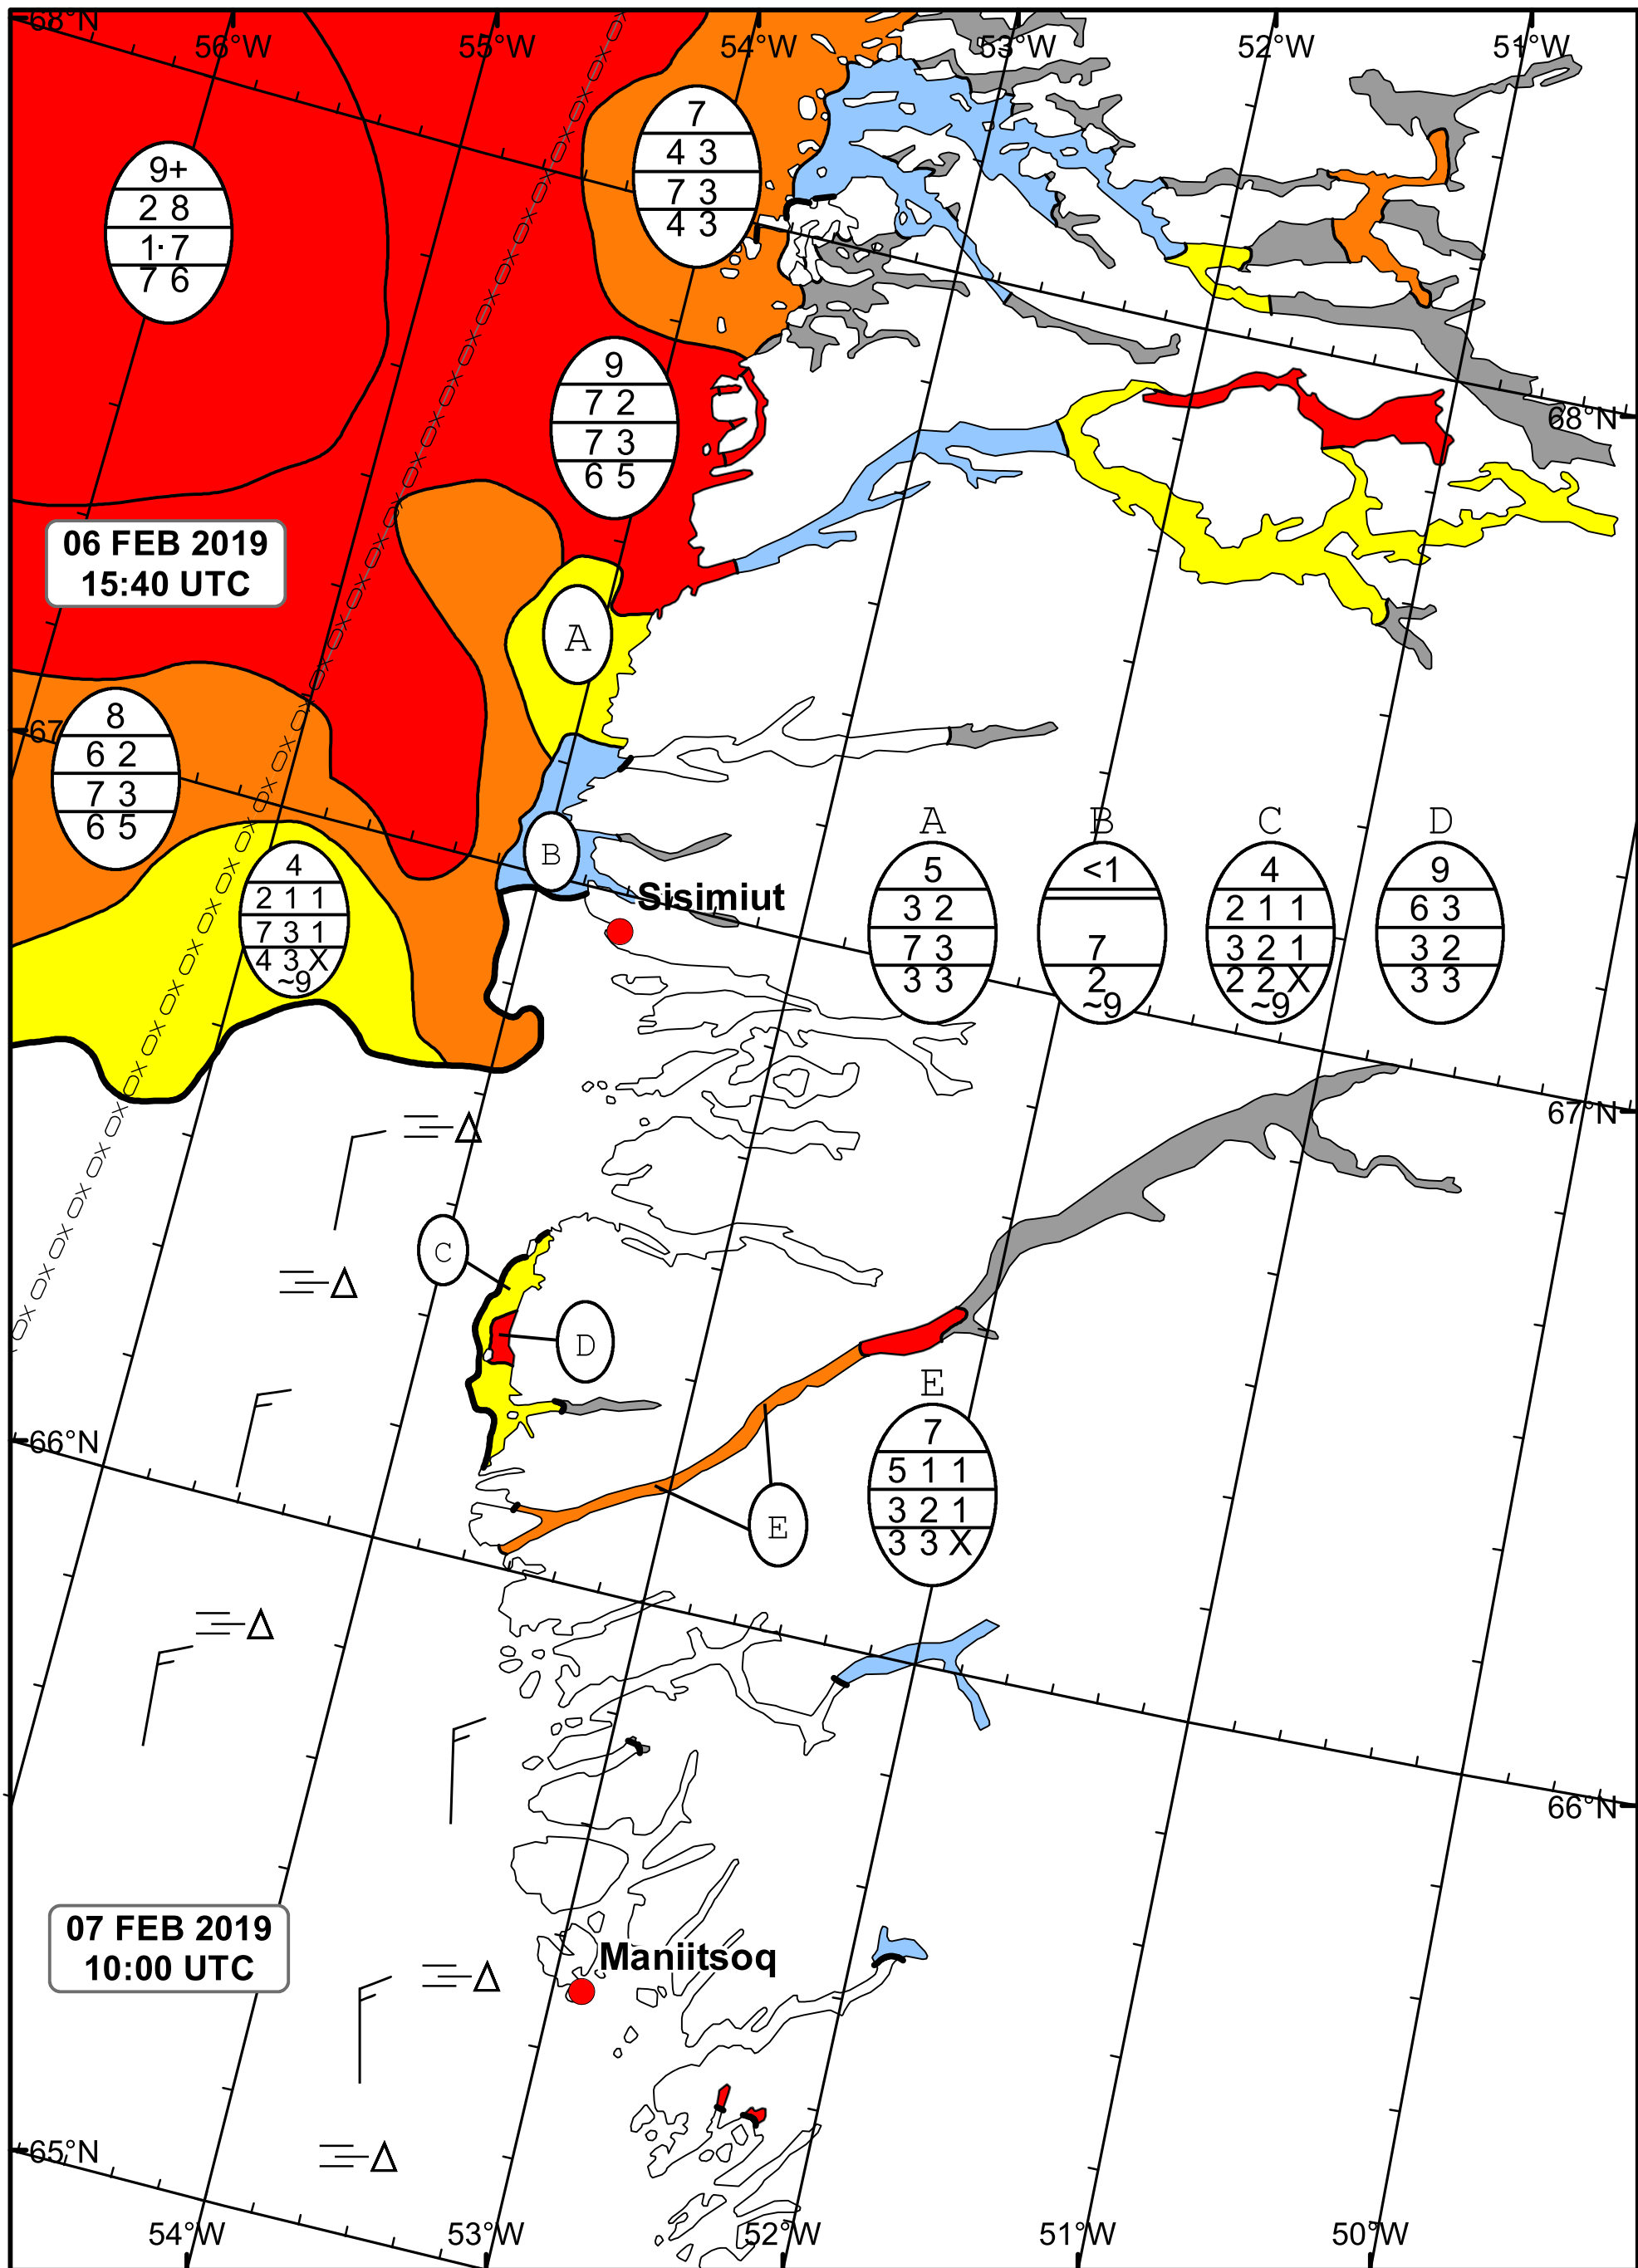 68°N
56°W
55°W
54°W
53°W
52°W
51°W
7
4 3
7 3
4 3
9+
2 8
1· 7
7 6
9
7 2
7 3
6 5
68°N
06 FEB 2019
15:40 UTC
A
67
8
6 2
7 3
6 5
B
Sisimiut
4
2 1 1
7 3 1
4 3 X
~9
A
5
3 2
7 3
3 3
B
<1
7
2
~9
C
4
2 1 1
3 2 1
2 2 X
~9
D
9
6 3
3 2
3 3
67°N
C
D
E
7
5 1 1
3 2 1
3 3 X
E
66°N
66°N
07 FEB 2019
10:00 UTC
Maniitsoq
65°N
54°W
53°W
52°W
51°W
50°W